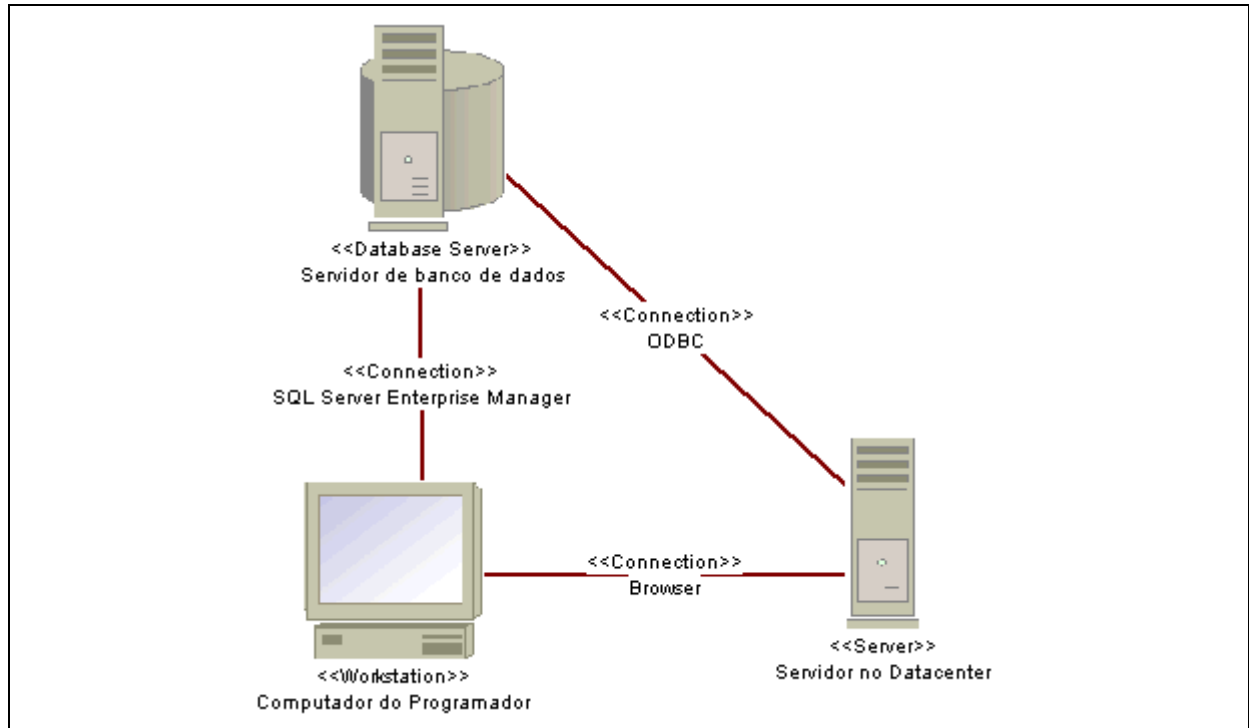 <<Database Server>>
Servidor de banco de dados
<<Connection>>
ODBC
<<Connection>>
SQL Server Enterprise Manager
<<Connection>>
Browser
<<Server>>
Servidor no Datacenter
<<Workstation>>
Computador do Programador